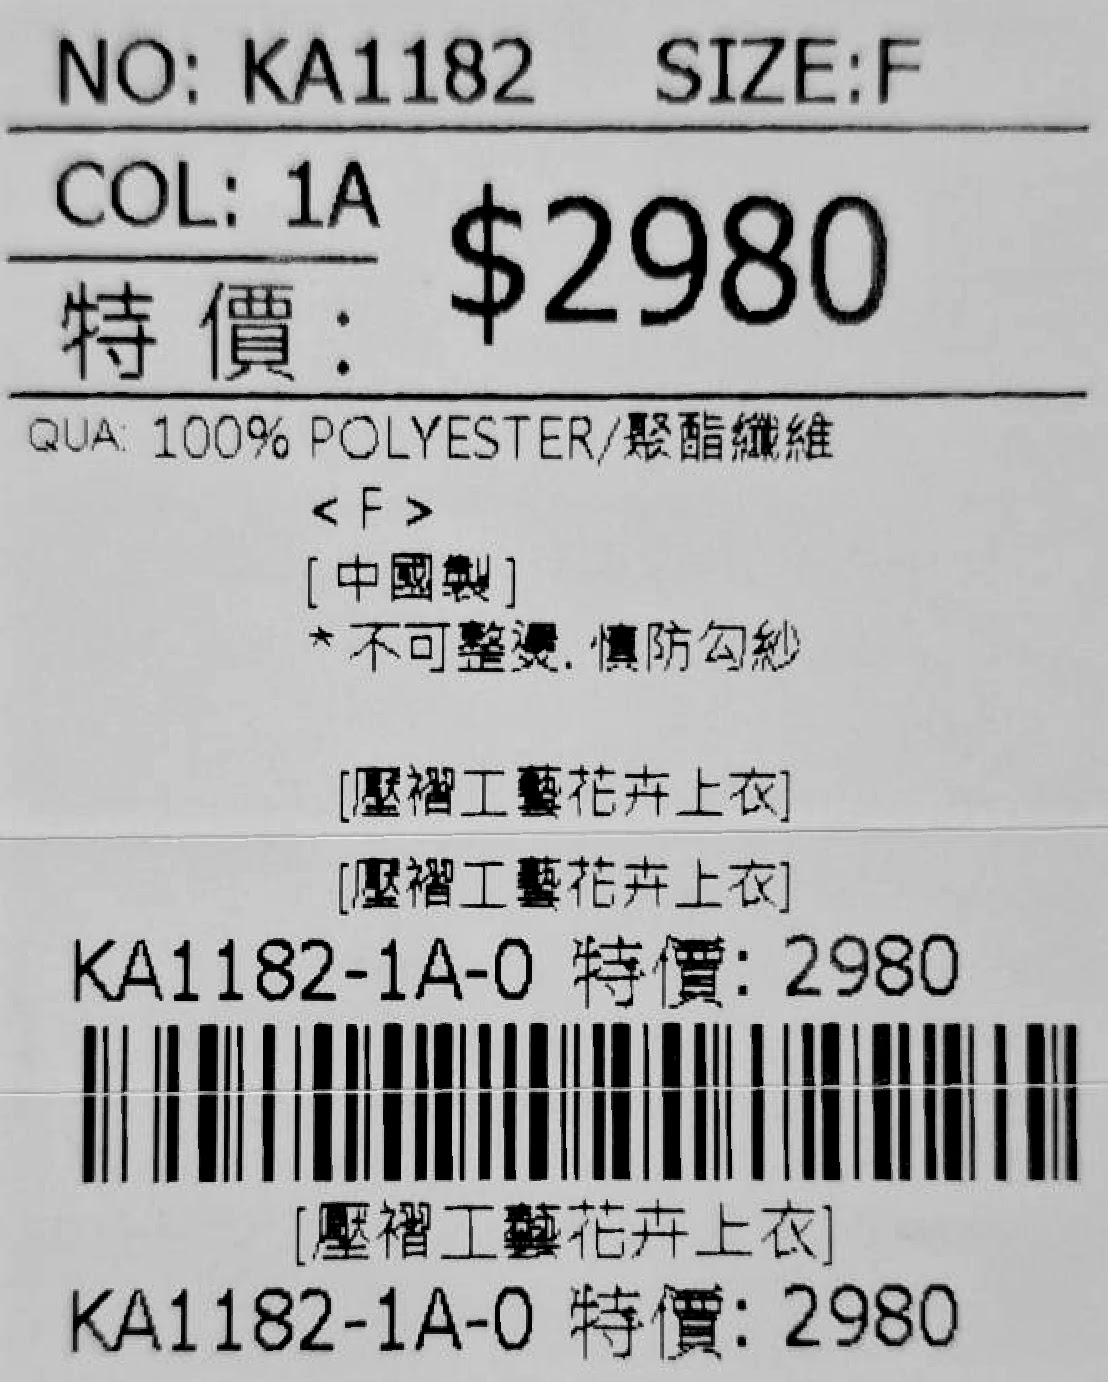 NO: KA1182 SIZE:F
COL: 1A
$2980
特價:
QUA: 100% POLYESTER/聚酯纖維
< F >
[中國製]
*不可整燙.慎防勾紗
[壓褶工藝花卉上衣]
[壓褶工藝花卉上衣]
KA1182-1A-0 特價: 2980
[壓褶工藝花卉上衣]
KA1182-1A-0 特價: 2980